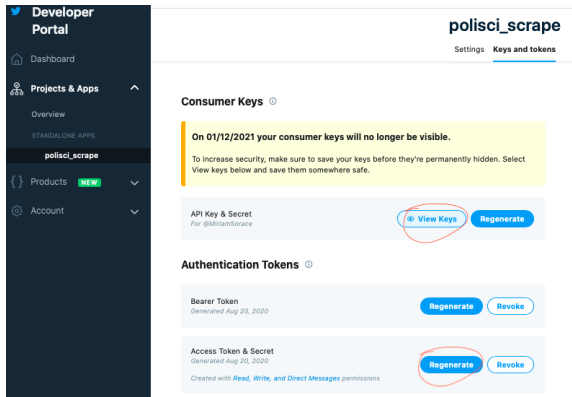 Developer
Portal
Dashboard
Projects & Apps
Overview
STANDALONE APPS
polisci_scrape
Products NEW
Account
polisci_scrape
Settings Keys and tokens
Consumer Keys
On 01/12/2021 your consumer keys will no longer be visible.
To increase security, make sure to save your keys before they're permanently hidden. Select
View keys below and save them somewhere safe.
API Key & Secret
For @MiriamSorace
View Keys Regenerate
Authentication Tokens
Bearer Token
Generated Aug 20, 2020
Regenerate Revoke
Access Token & Secret
Generated Aug 20, 2020
Created with Read, Write, and Direct Messages permissions
Regenerate Revoke